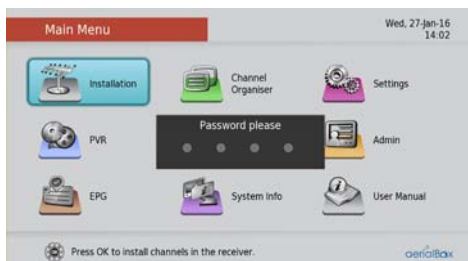 Main Menu
Wed, 27-Jan-16
14:02
Installation
Channel
Organiser
Settings
PVR
Password please
Admin
EPG
System Info
User Manual
Press OK to install channels in the receiver.
aerialBox